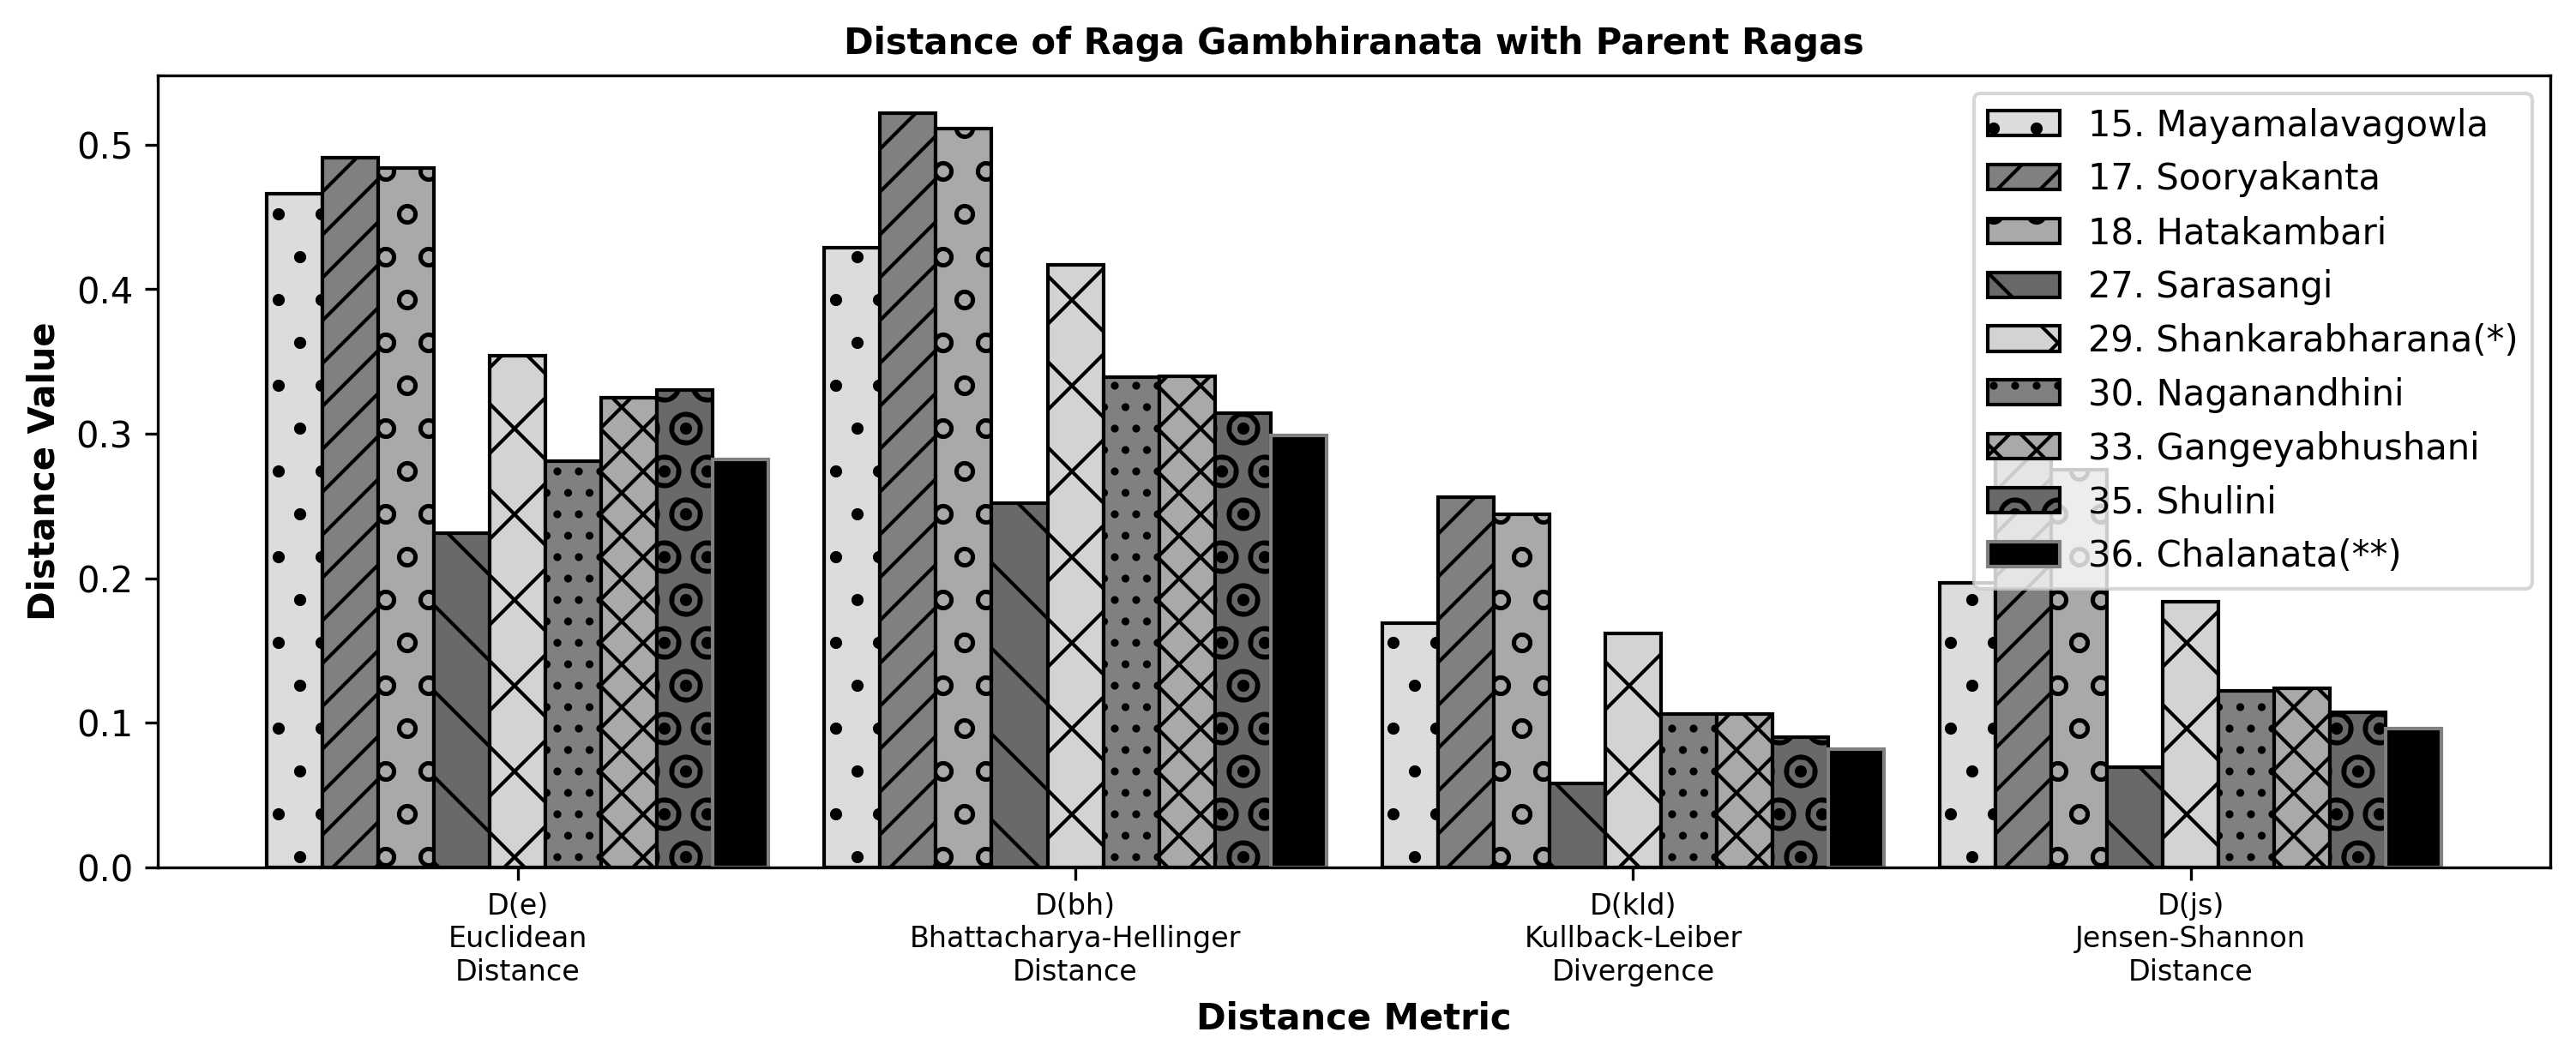 Distance of Raga Gambhiranata with Parent Ragas
Distance Value
0.5
0.4
0.3
0.2
0.1
0.0
15. Mayamalavagowla
17. Sooryakanta
18. Hatakambari
27. Sarasangi
29. Shankarabharana(*)
30. Naganandhini
33. Gangeyabhushani
35. Shulini
36. Chalanata(**)
D(e)
Euclidean
Distance
D(bh)
Bhattacharya-Hellinger
Distance
D(kld)
Kullback-Leiber
Divergence
D(js)
Jensen-Shannon
Distance
Distance Metric